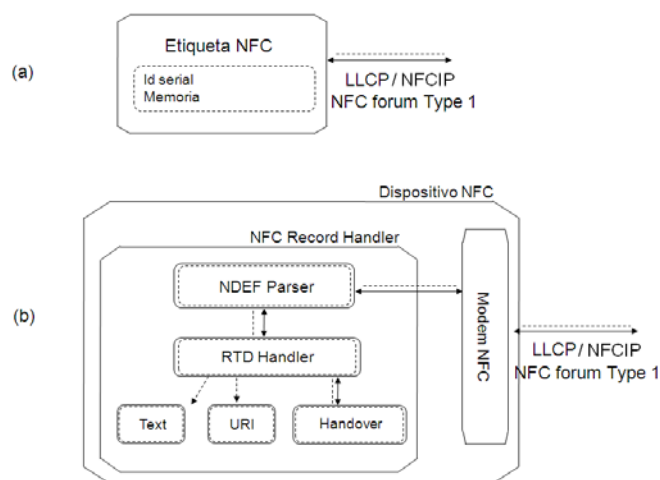 (a)
Etiqueta NFC
Id serial
Memoria
LLCP/ NFCIP
NFC forum Type 1
Dispositivo NFC
NFC Record Handler
(b)
NDEF Parser
RTD Handler
Text
URI
Handover
Modem NFC
LLCP/ NFCIP
NFC forum Type 1